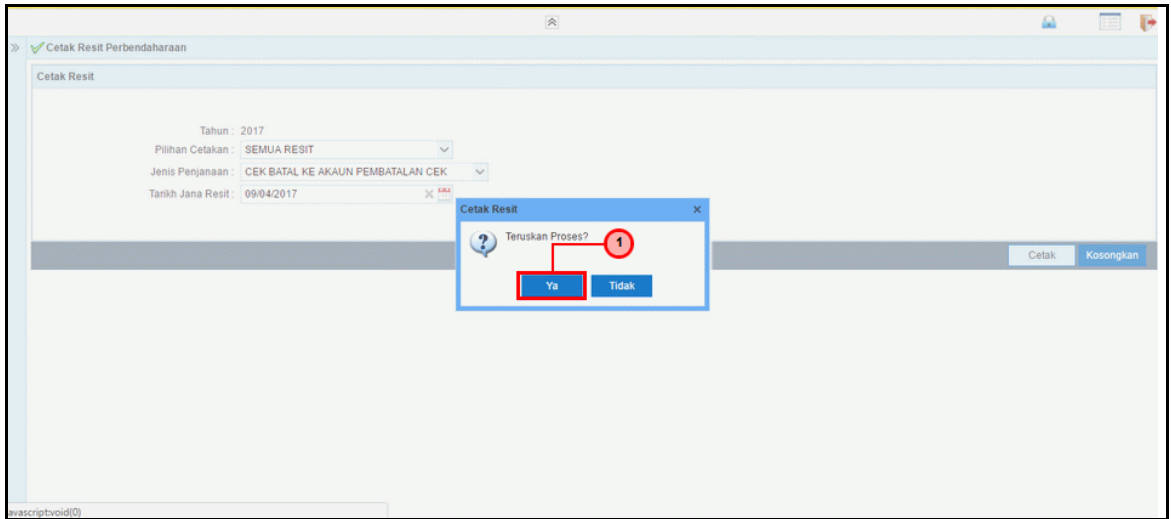 Cetak Resit Perbendaharaan
Cetak Resit
Tahun : 2017
Pilihan Cetakan : SEMUA RESIT
Jenis Penjanaan : CEK BATAL KE AKAUN PEMBATALAN CEK
Tarikh Jana Resit : 09/04/2017
Cetak Resit
Teruskan Proses?
1
Ya Tidak
Cetak Kosongkan
avascript:void(0)